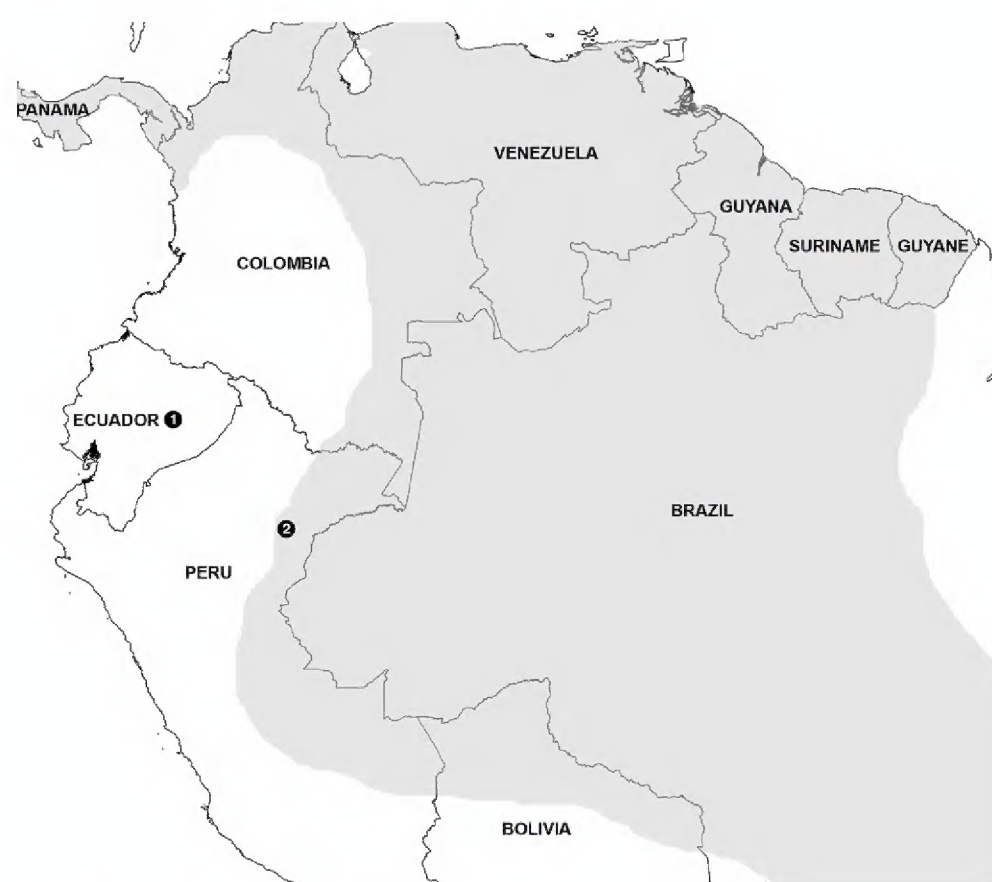 PANAMA
VENEZUELA
GUYANA
SURINAME
GUYANE
COLOMBIA
ECUADOR 1
BRAZIL
2
PERU
BOLIVIA